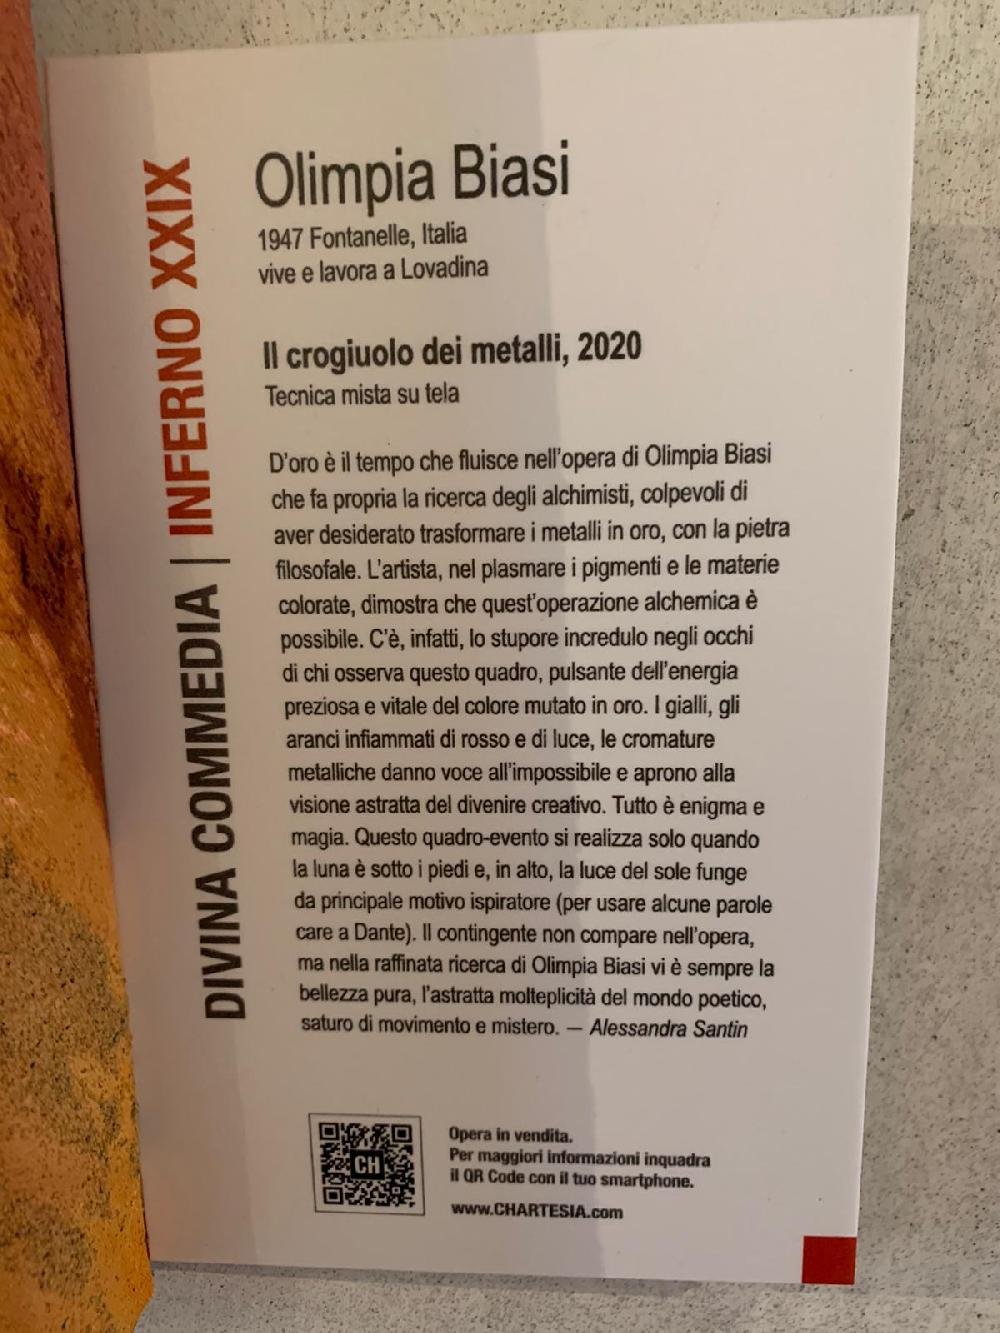 DIVINA COMMEDIA | INFERNO XXIX
Olimpia Biasi
1947 Fontanelle, Italia
vive e lavora a Lovadina
Il crogiuolo dei metalli, 2020
Tecnica mista su tela
D'oro è il tempo che fluisce nell'opera di Olimpia Biasi
che fa propria la ricerca degli alchimisti, colpevoli di
aver desiderato trasformare i metalli in oro, con la pietra
filosofale. L'artista, nel plasmare i pigmenti e le materie
colorate, dimostra che quest'operazione alchemica è
possibile. C'è, infatti, lo stupore incredulo negli occhi
di chi osserva questo quadro, pulsante dell'energia
preziosa e vitale del colore mutato in oro. I gialli, gli
aranci infiammati di rosso e di luce, le cromature
metalliche danno voce all'impossibile e aprono alla
visione astratta del divenire creativo. Tutto è enigma e
magia. Questo quadro-evento si realizza solo quando
la luna è sotto i piedi e, in alto, la luce del sole funge
da principale motivo ispiratore (per usare alcune parole
care a Dante). Il contingente non compare nell'opera,
ma nella raffinata ricerca di Olimpia Biasi vi è sempre la
bellezza pura, l'astratta molteplicità del mondo poetico,
saturo di movimento e mistero. — Alessandra Santin
CH
Opera in vendita.
Per maggiori informazioni inquadra
il QR Code con il tuo smartphone.
www.CHARTESIA.com